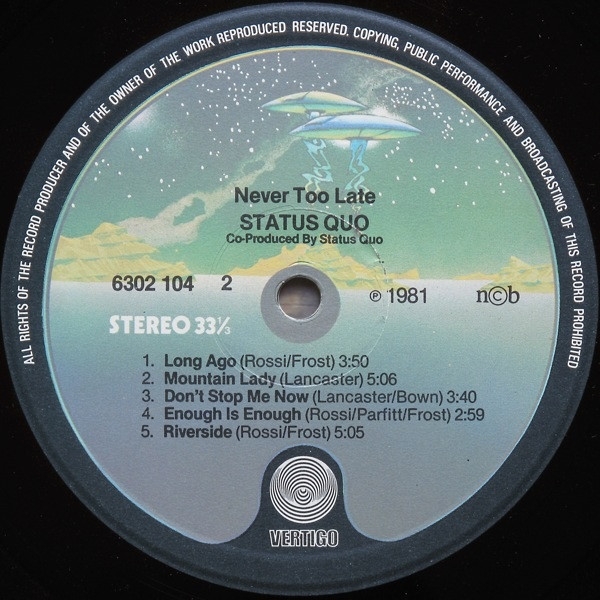 ALL RIGHTS OF THE RECORD PRODUCER AND OF THE OWNER OF THE WORK REPRODUCED RESERVED. COPYING, PUBLIC PERFORMANCE AND BROADCASTING OF THIS RECORD PROHIBITED
Never Too Late
STATUS QUO
Co-Produced By Status Quo
6302 104 2 ℗ 1981 n©b
STEREO 33⅓
1. Long Ago (Rossi/Frost) 3:50
2. Mountain Lady (Lancaster) 5:06
3. Don't Stop Me Now (Lancaster/Bown) 3:40
4. Enough Is Enough (Rossi/Parfitt/Frost) 2:59
5. Riverside (Rossi/Frost) 5:05
VERTIGO